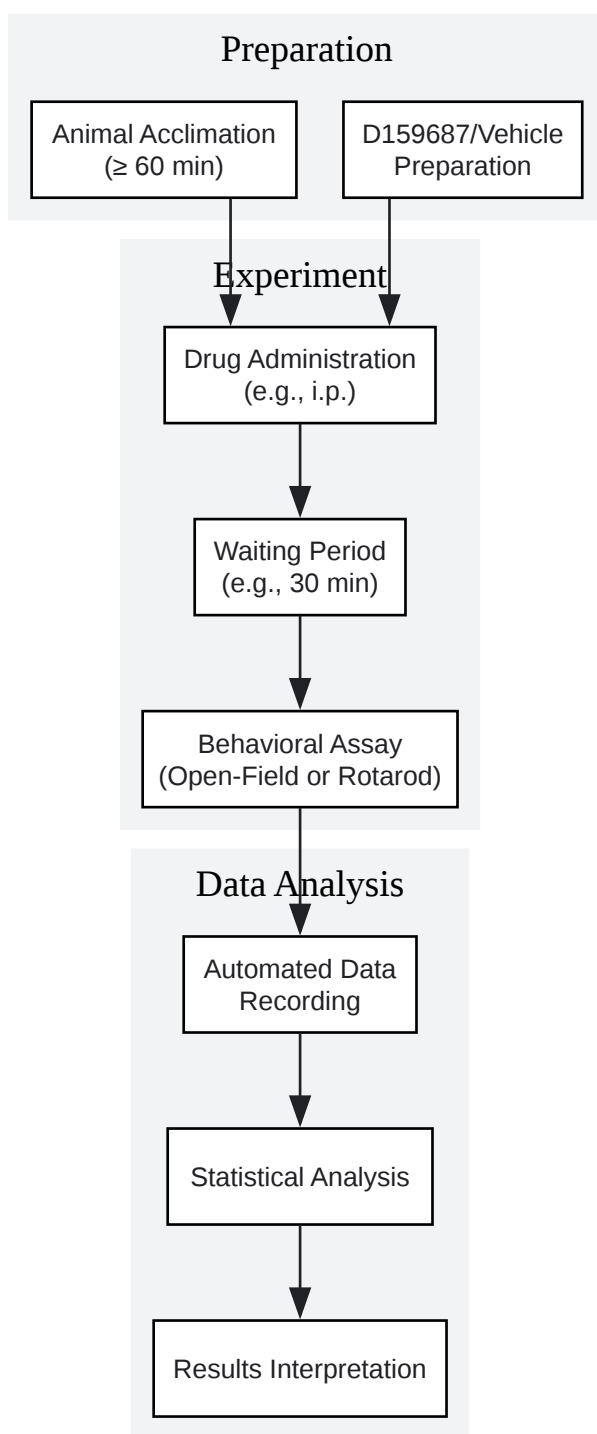 Preparation
Animal Acclimation
(≥ 60 min)
D159687/Vehicle
Preparation
Experiment
Drug Administration
(e.g., i.p.)
Waiting Period
(e.g., 30 min)
Behavioral Assay
(Open-Field or Rotarod)
Data Analysis
Automated Data
Recording
Statistical Analysis
Results Interpretation